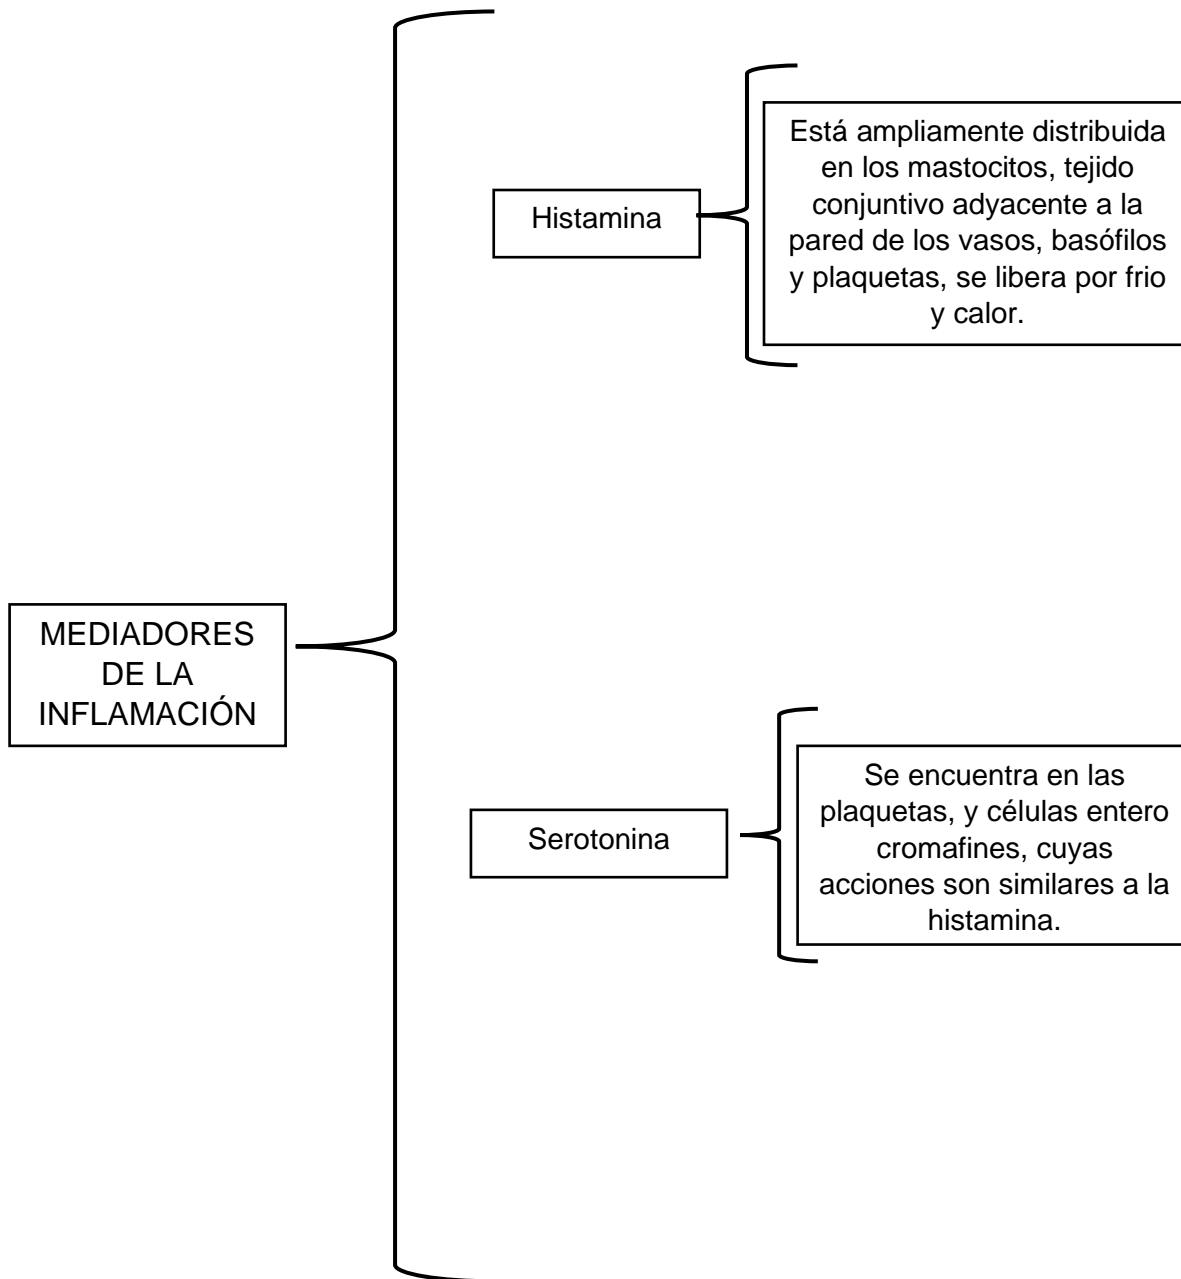 MEDIADORES
DE LA
INFLAMACIÓN
Histamina
Está ampliamente distribuida
en los mastocitos, tejido
conjuntivo adyacente a la
pared de los vasos, basófilos
y plaquetas, se libera por frio
y calor.
Serotonina
Se encuentra en las
plaquetas, y células entero
cromafines, cuyas
acciones son similares a la
histamina.